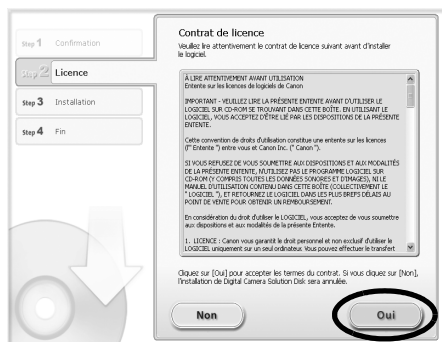 Step 1 Confirmation
Step 2 Licence
Step 3 Installation
Step 4 Fin
Contrat de licence
Veuillez lire attentivement le contrat de licence suivant avant d'installer
le logiciel.
À LIRE ATTENTIVEMENT AVANT UTILISATION
Entente sur les licences de logiciels de Canon
IMPORTANT - VEUILLEZ LIRE LA PRÉSENTE ENTENTE AVANT D'UTILISER LE
LOGICIEL SUR CD-ROM SE TROUVANT DANS CETTE BOÎTE. EN UTILISANT LE
LOGICIEL, VOUS ACCEPTEZ D'ÊTRE LIÉ PAR LES DISPOSITIONS DE LA PRÉSENTE
ENTENTE.
Cette convention de droits d'utilisation constitue une entente sur les licences
(l'" Entente ") entre vous et Canon Inc. (" Canon ").
SI VOUS REFUSEZ DE VOUS SOUMETTRE AUX DISPOSITIONS ET AUX MODALITÉS
DE LA PRÉSENTE ENTENTE, N'UTILISEZ PAS LE PROGRAMME LOGICIEL SUR
CD-ROM (Y COMPRIS TOUTES LES DONNÉES SONORES ET D'IMAGES), NI LE
MANUEL D'UTILISATION CONTENU DANS CETTE BOÎTE (COLLECTIVEMENT LE
" LOGICIEL "), ET RETOURNEZ LE LOGICIEL DANS LES PLUS BREFS DÉLAIS AU
POINT DE VENTE POUR OBTENIR UN REMBOURSEMENT.
En considération du droit d'utiliser le LOGICIEL, vous acceptez de vous soumettre
aux dispositions et aux modalités de la présente Entente.
1. LICENCE : Canon vous garantit le droit personnel et non exclusif d'utiliser le
LOGICIEL uniquement sur un seul ordinateur. Vous pouvez effectuer le transfert
Cliquez sur [Oui] pour accepter les termes du contrat. Si vous cliquez sur [Non],
l'installation de Digital Camera Solution Disk sera annulée.
Non
Oui